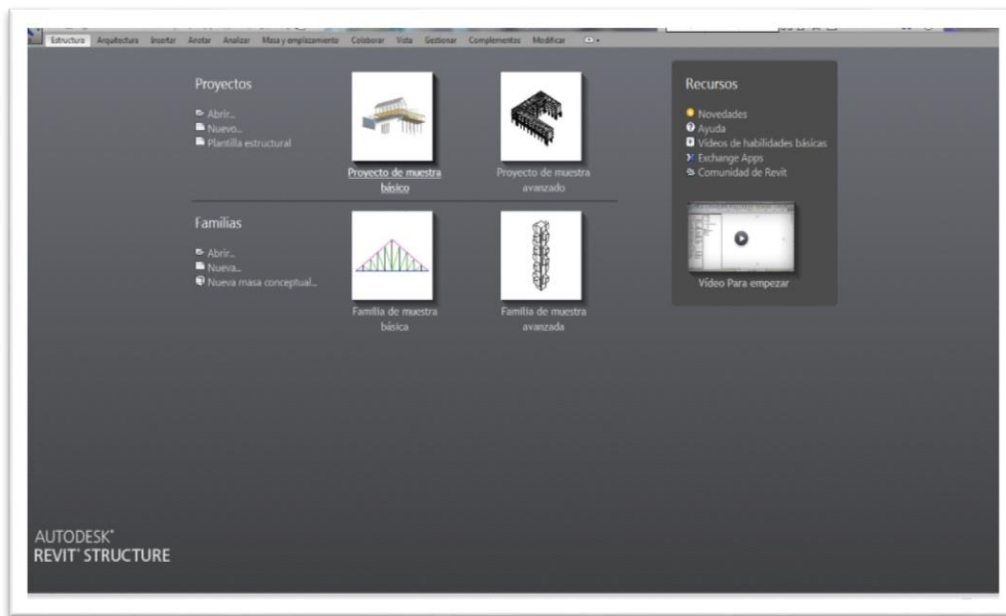 Estructura Arquitectura Insertar Anotar Analizar Masa y emplazamiento Colaborar Vista Gestionar Complementos Modificar
Proyectos
Abrir...
Nuevo...
Plantilla estructural
Proyecto de muestra
básico
Proyecto de muestra
avanzado
Familias
Abrir...
Nueva...
Nueva masa conceptual...
Familia de muestra
básica
Familia de muestra
avanzada
Recursos
Novedades
Ayuda
Vídeos de habilidades básicas
Exchange Apps
Comunidad de Revit
Vídeo Para empezar
AUTODESK®
REVIT® STRUCTURE